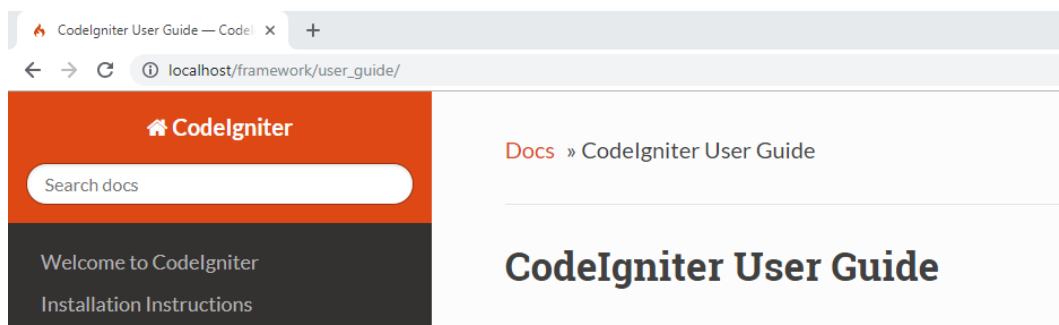 CodeIgniter User Guide — Code
localhost/framework/user_guide/
CodeIgniter
Search docs
Welcome to CodeIgniter
Installation Instructions
Docs » CodeIgniter User Guide
CodeIgniter User Guide